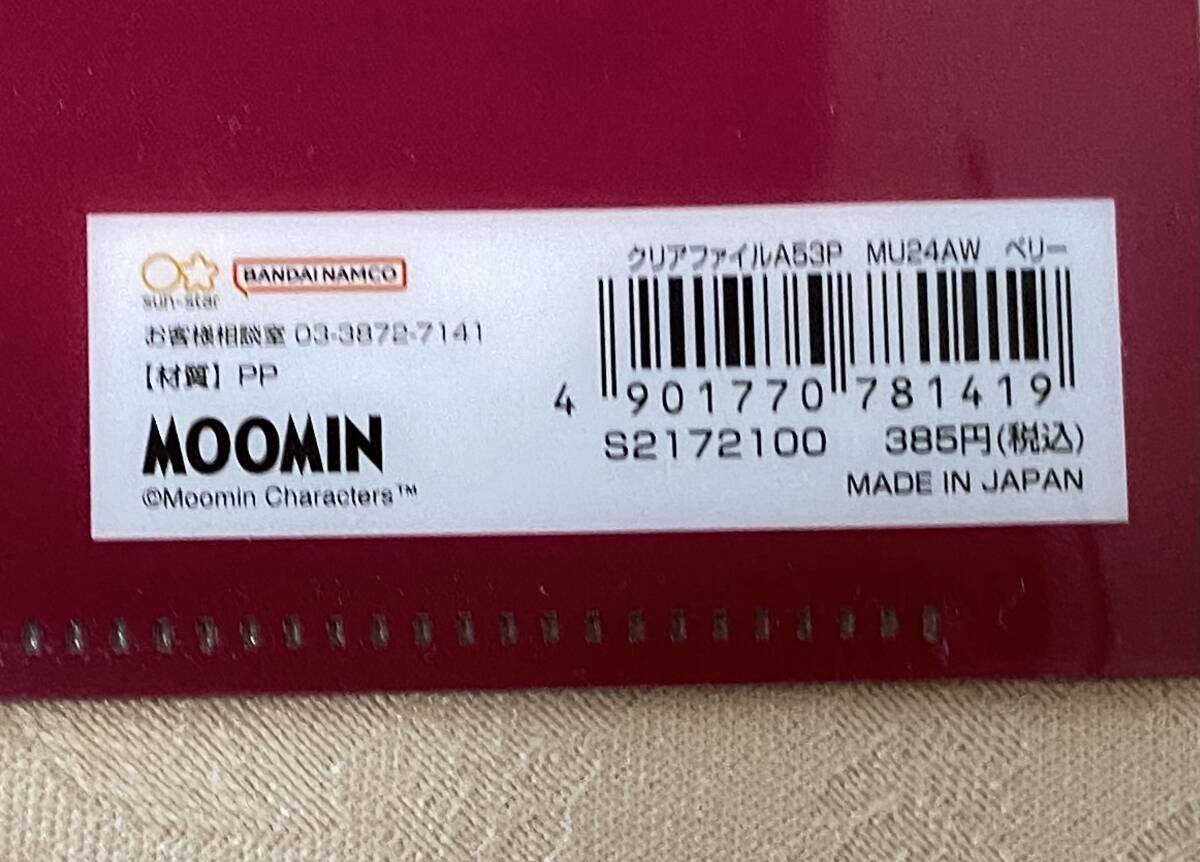 sun-star
BANDAI NAMCO
お客様相談室 03-3872-7141
【材質】PP
MOOMIN
©Moomin Characters™
クリアファイルA53P MU24AW ベリー
4 901770 781419
S2172100 385円(税込)
MADE IN JAPAN